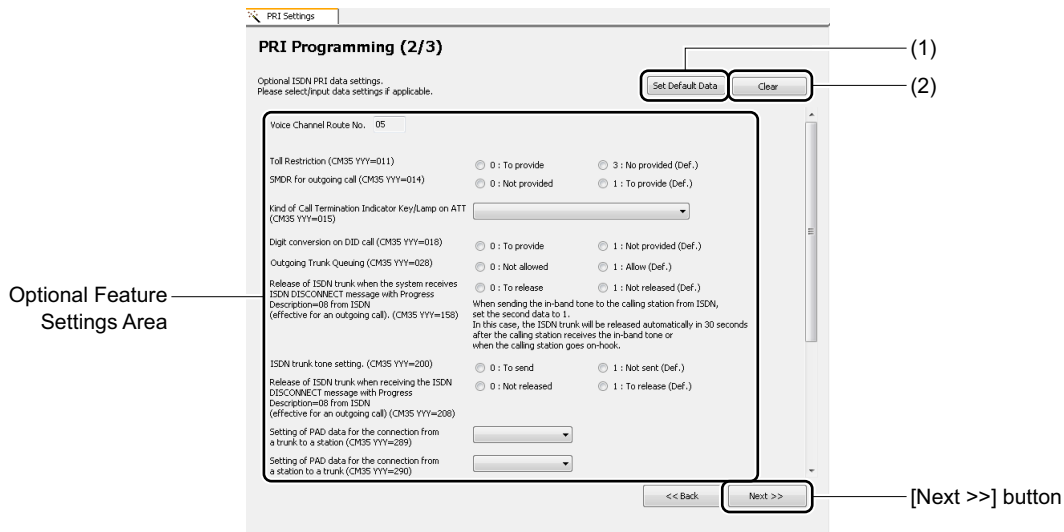 PRI Settings
PRI Programming (2/3)
(1)
Optional ISDN PRI data settings.
Please select/input data settings if applicable.
Set Default Data
Clear
(2)
Voice Channel Route No. 05
Toll Restriction (CM35 YYY=011)
0 : To provide
3 : No provided (Def.)
SMDR for outgoing call (CM35 YYY=014)
0 : Not provided
1 : To provide (Def.)
Kind of Call Termination Indicator Key/Lamp on ATT
(CM35 YYY=015)
Digit conversion on DID call (CM35 YYY=018)
0 : To provide
1 : Not provided (Def.)
Outgoing Trunk Queuing (CM35 YYY=028)
0 : Not allowed
1 : Allow (Def.)
Release of ISDN trunk when the system receives
ISDN DISCONNECT message with Progress
Description=08 from ISDN
(effective for an outgoing call). (CM35 YYY=158)
0 : To release
1 : Not released (Def.)
When sending the in-band tone to the calling station from ISDN,
set the second data to 1.
In this case, the ISDN trunk will be released automatically in 30 seconds
after the calling station receives the in-band tone or
when the calling station goes on-hook.
Optional Feature
Settings Area
ISDN trunk tone setting. (CM35 YYY=200)
0 : To send
1 : Not sent (Def.)
Release of ISDN trunk when receiving the ISDN
DISCONNECT message with Progress
Description=08 from ISDN
(effective for an outgoing call) (CM35 YYY=208)
0 : Not released
1 : To release (Def.)
Setting of PAD data for the connection from
a trunk to a station (CM35 YYY=289)
Setting of PAD data for the connection from
a station to a trunk (CM35 YYY=290)
<< Back
Next >>
[Next >>] button